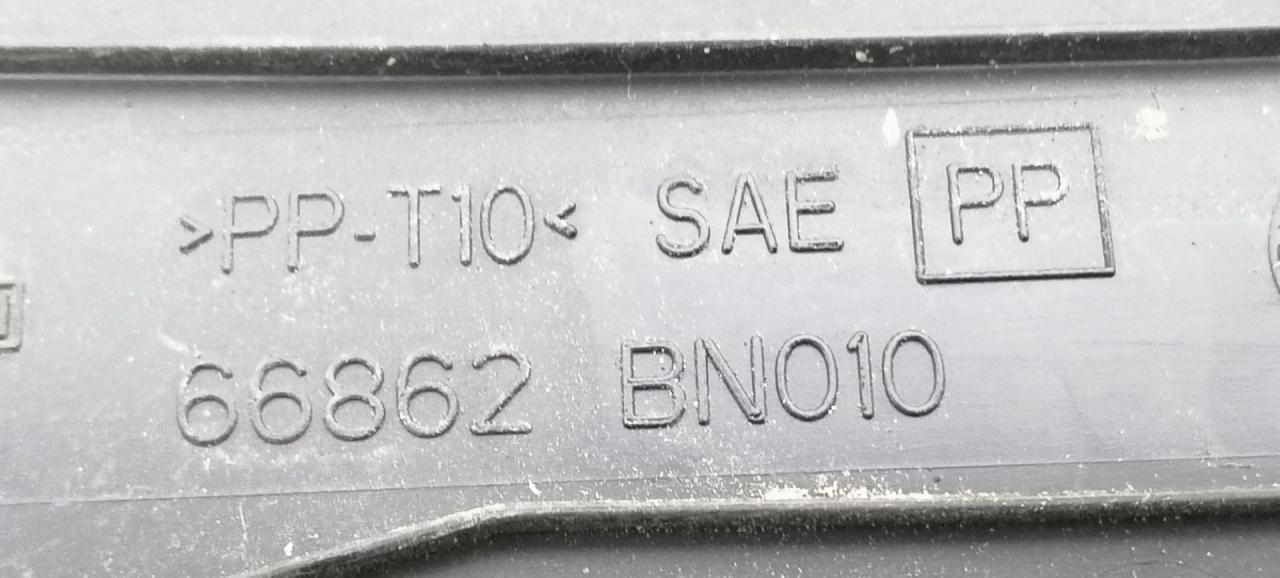 >PP-T10< SAE PP
66862 BN010